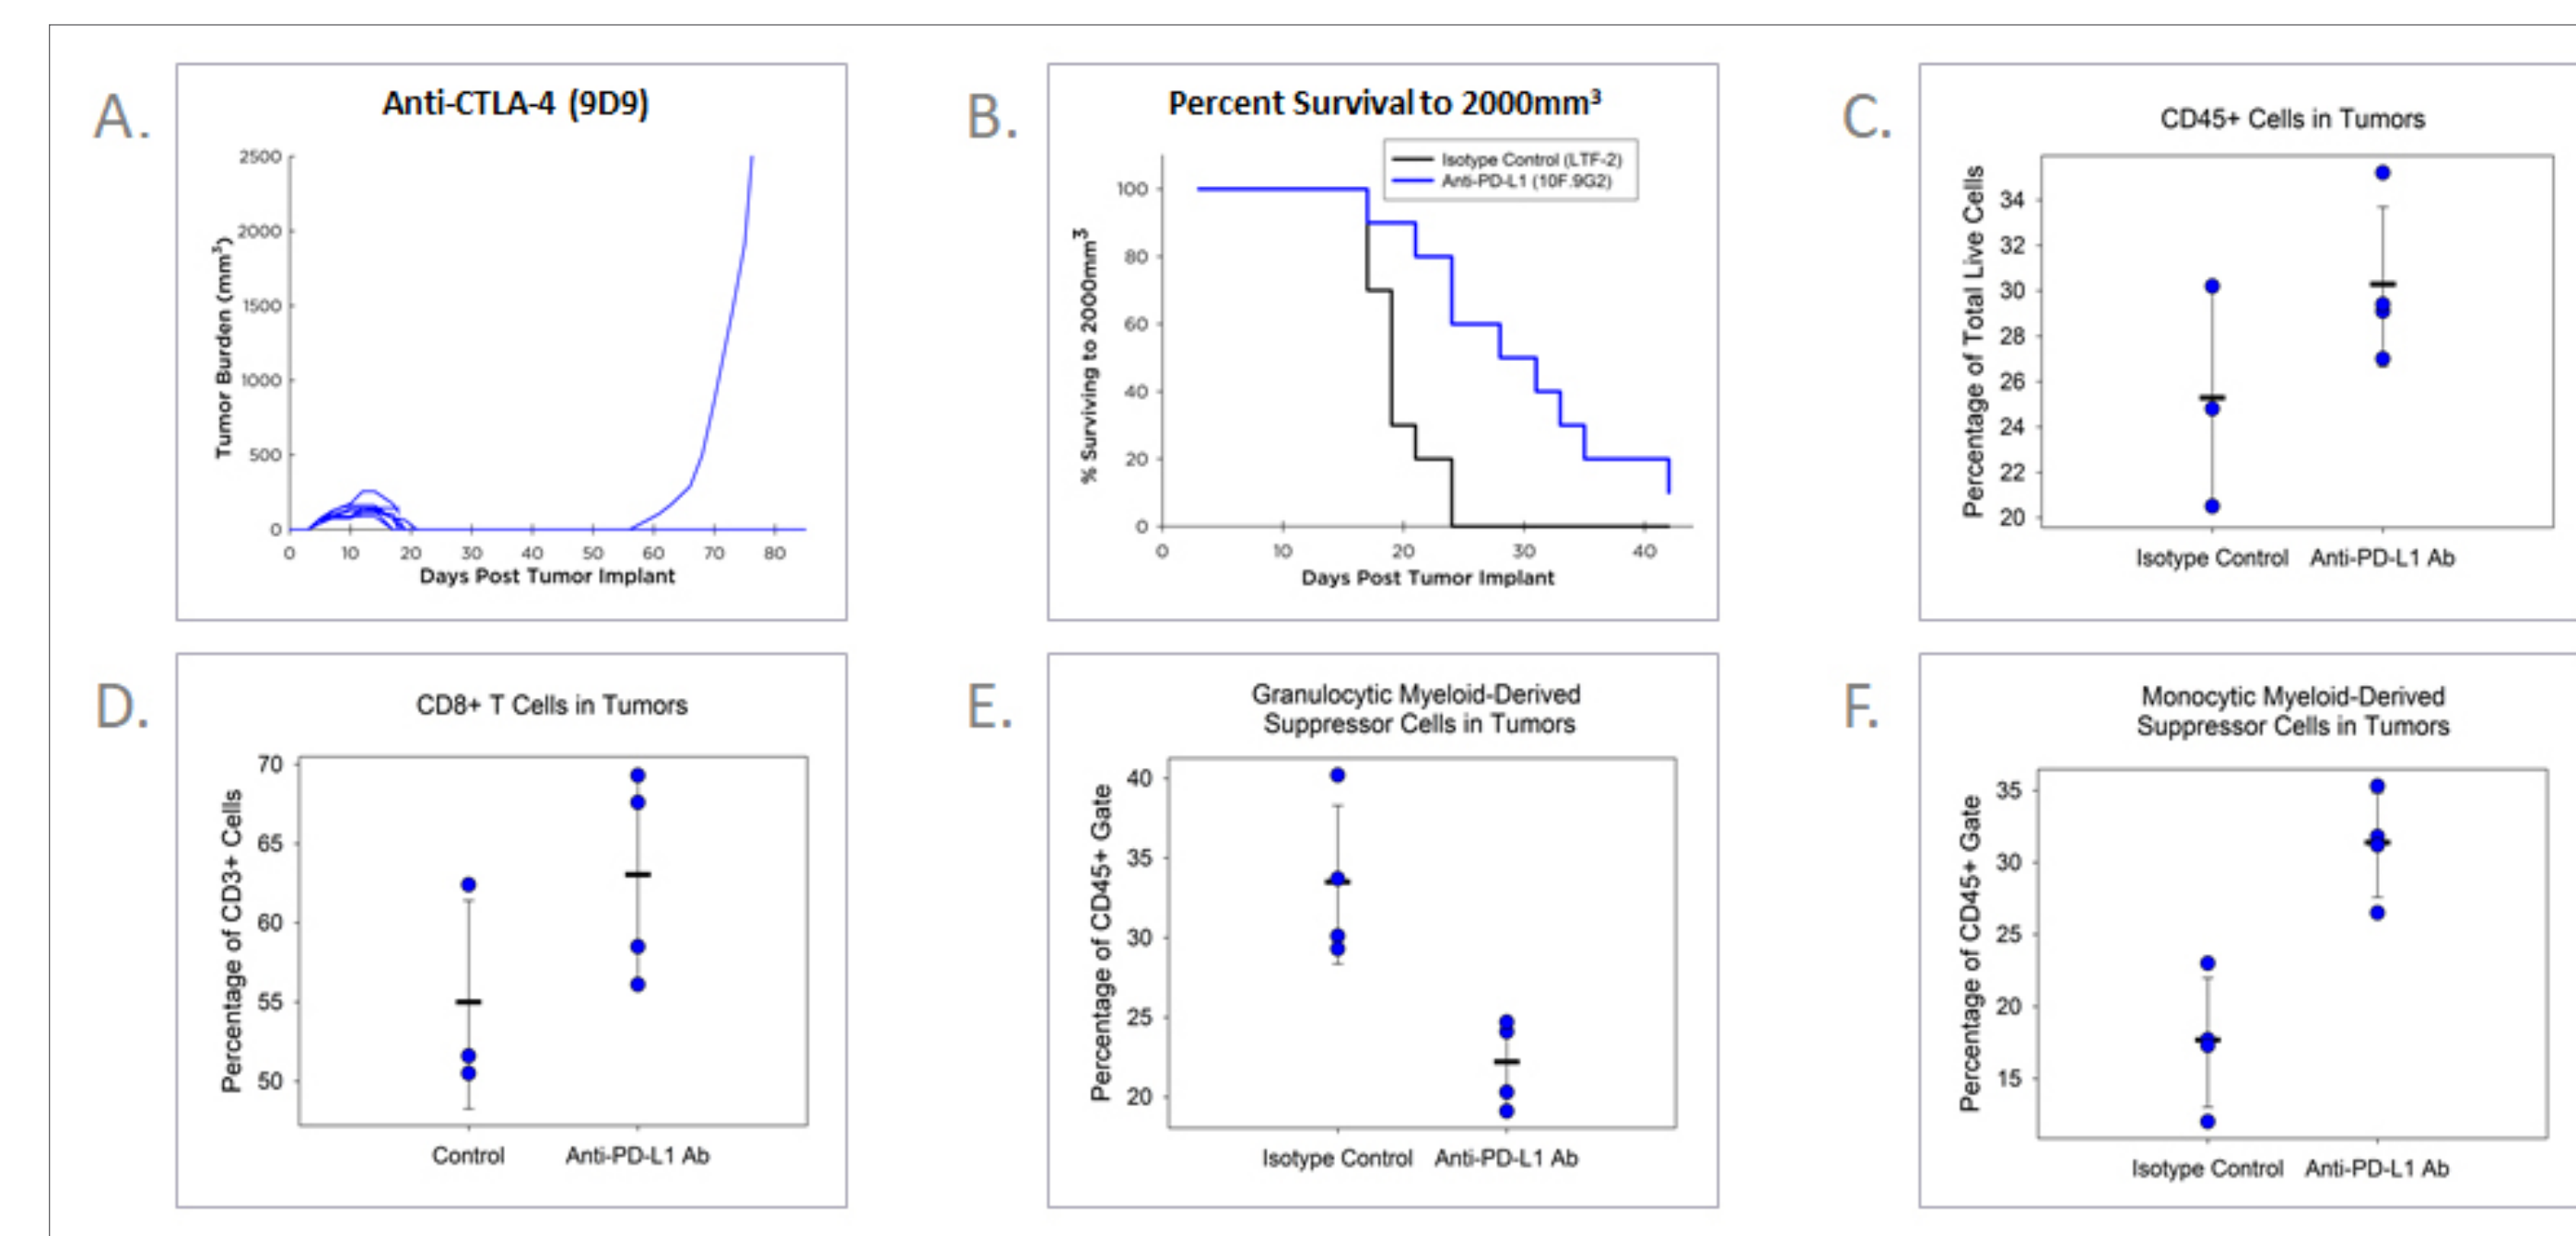 A.
Anti-CTLA-4 (9D9)
Tumor Burden (mm³)
2500
2000
1500
1000
500
0
0 10 20 30 40 50 60 70 80
Days Post Tumor Implant
B.
Percent Survival to 2000mm³
Isotype Control (LTF-2)
Anti-PD-L1 (10F.9G2)
% Surviving to 2000mm³
100
80
60
40
20
0
0 10 20 30 40
Days Post Tumor Implant
C.
CD45+ Cells in Tumors
Percentage of Total Live Cells
34
32
30
28
26
24
22
20
Isotype Control Anti-PD-L1 Ab
D.
CD8+ T Cells in Tumors
Percentage of CD3+ Cells
70
65
60
55
50
Control Anti-PD-L1 Ab
E.
Granulocytic Myeloid-Derived
Suppressor Cells in Tumors
Percentage of CD45+ Gate
40
35
30
25
20
Isotype Control Anti-PD-L1 Ab
F.
Monocytic Myeloid-Derived
Suppressor Cells in Tumors
Percentage of CD45+ Gate
35
30
25
20
15
Isotype Control Anti-PD-L1 Ab